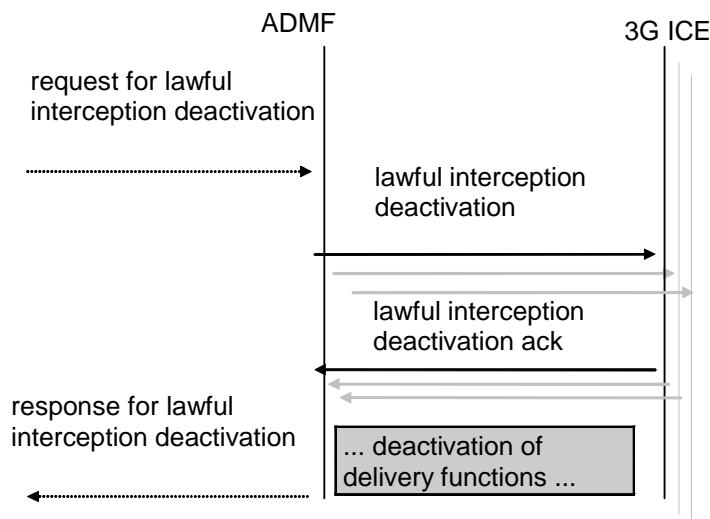 ADMF
3G ICE
request for lawful
interception deactivation
lawful interception
deactivation
lawful interception
deactivation ack
response for lawful
interception deactivation
... deactivation of
delivery functions ...